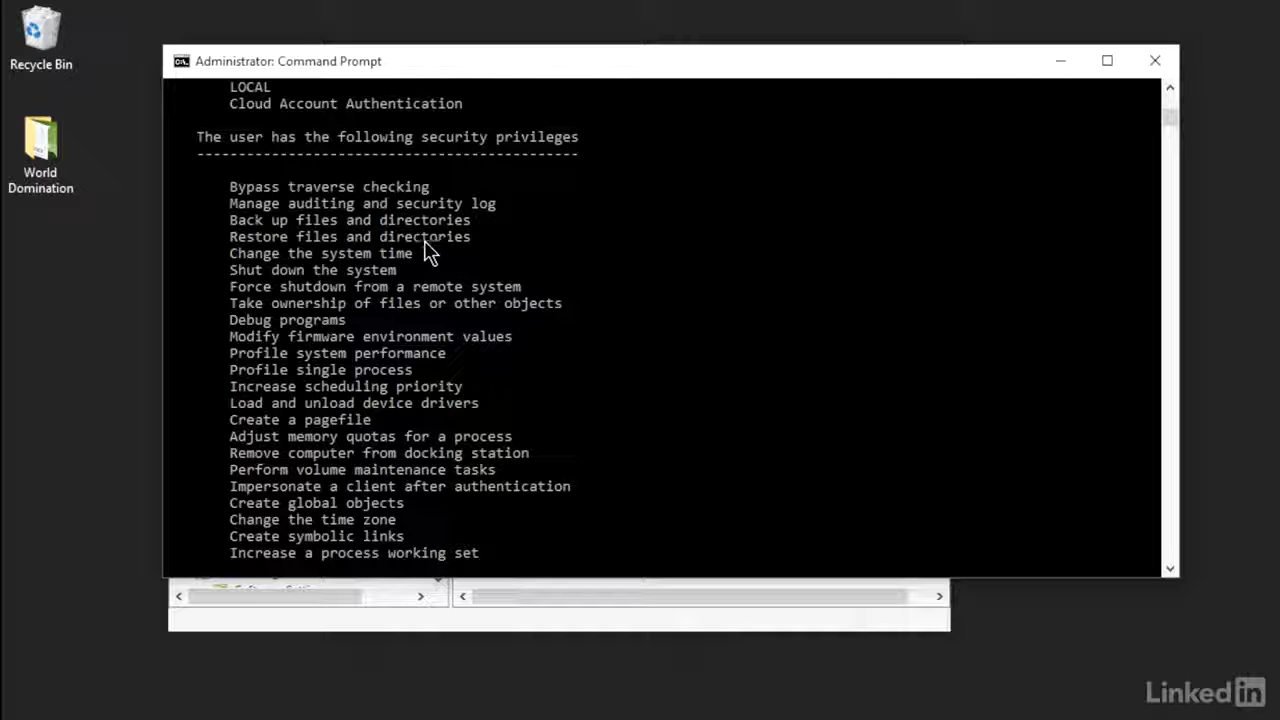 Recycle Bin
World
Domination
Administrator: Command Prompt
LOCAL
Cloud Account Authentication
The user has the following security privileges
----------------------------------------------
Bypass traverse checking
Manage auditing and security log
Back up files and directories
Restore files and directories
Change the system time
Shut down the system
Force shutdown from a remote system
Take ownership of files or other objects
Debug programs
Modify firmware environment values
Profile system performance
Profile single process
Increase scheduling priority
Load and unload device drivers
Create a pagefile
Adjust memory quotas for a process
Remove computer from docking station
Perform volume maintenance tasks
Impersonate a client after authentication
Create global objects
Change the time zone
Create symbolic links
Increase a process working set
Linked in